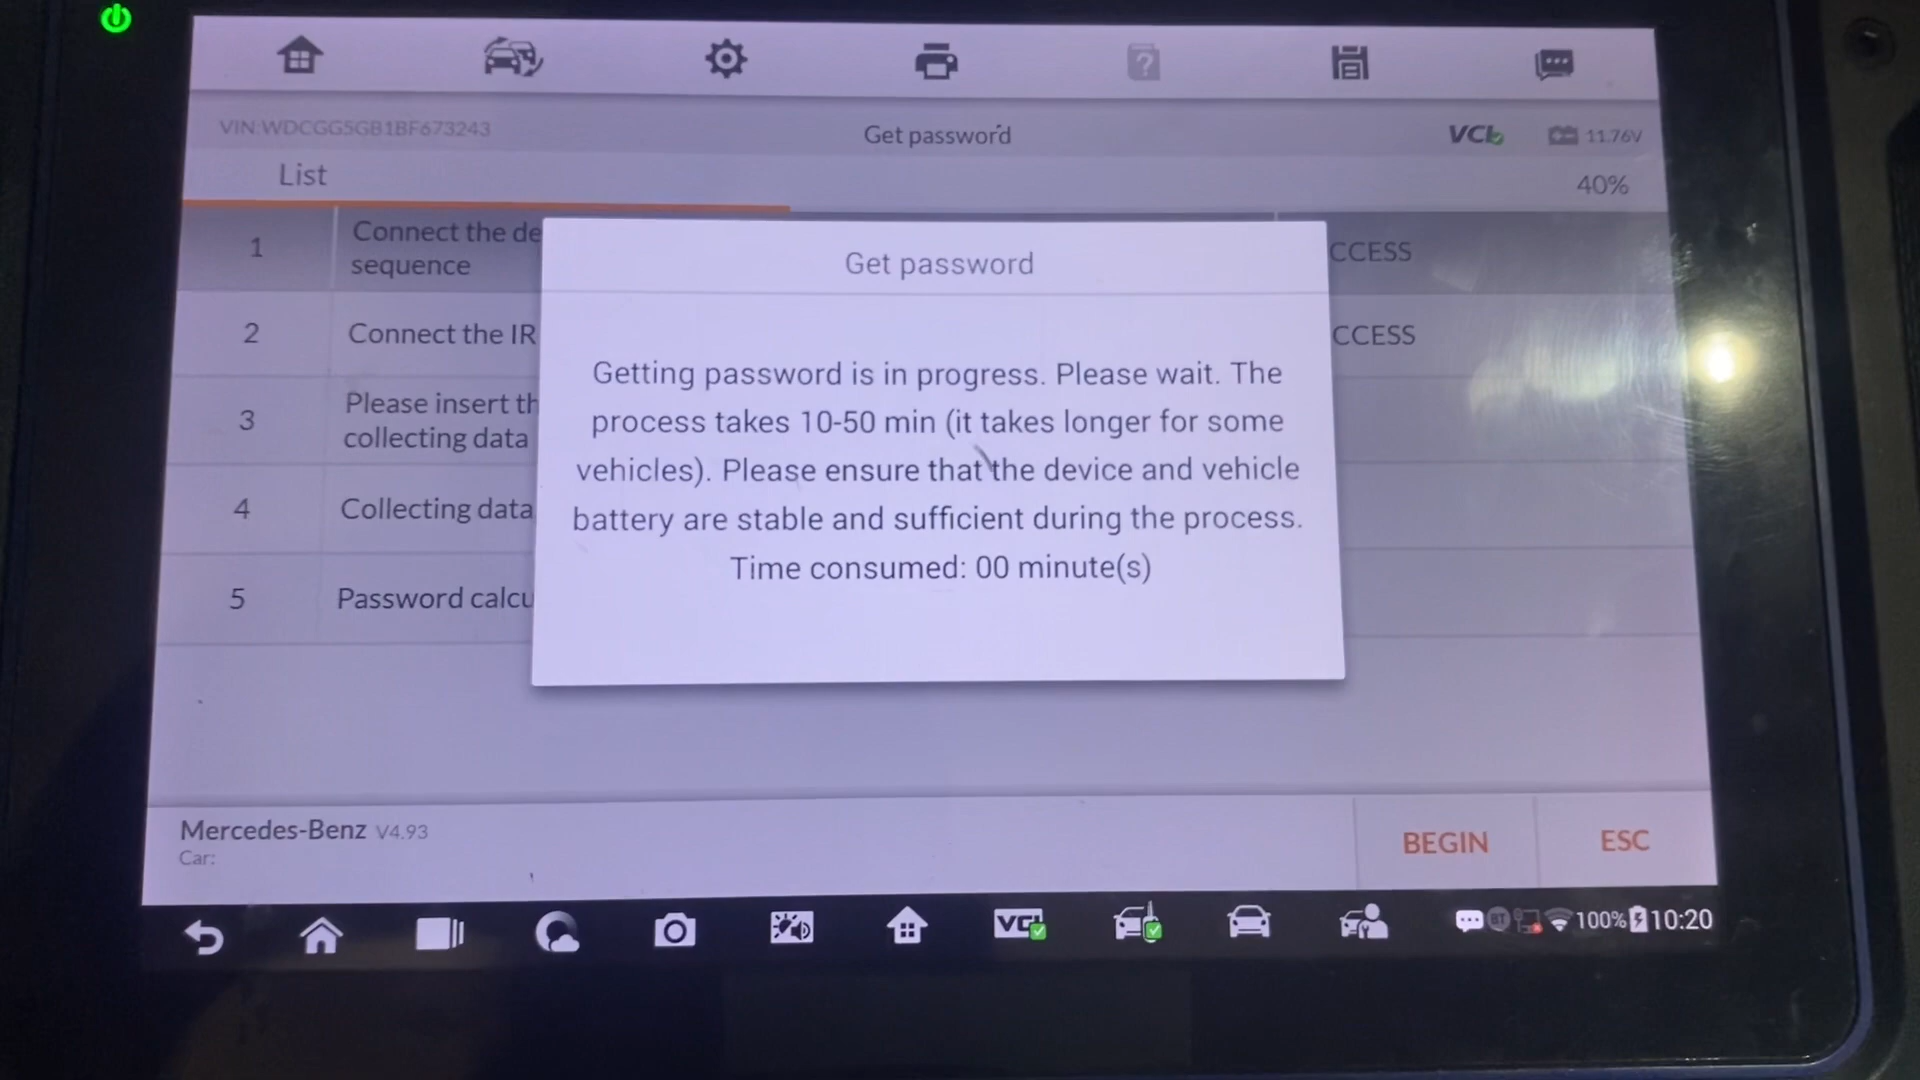 VIN:WDCGG5GB1BF673243
Get password
VCI
11.76V
List
40%
1
Connect the de
sequence
CCESS
2
Connect the IR
CCESS
3
Please insert th
collecting data
4
Collecting data
5
Password calcu
Get password
Getting password is in progress. Please wait. The
process takes 10-50 min (it takes longer for some
vehicles). Please ensure that the device and vehicle
battery are stable and sufficient during the process.
Time consumed: 00 minute(s)
Mercedes-Benz V4.93
Car:
BEGIN
ESC
VCI
BT
100%
10:20